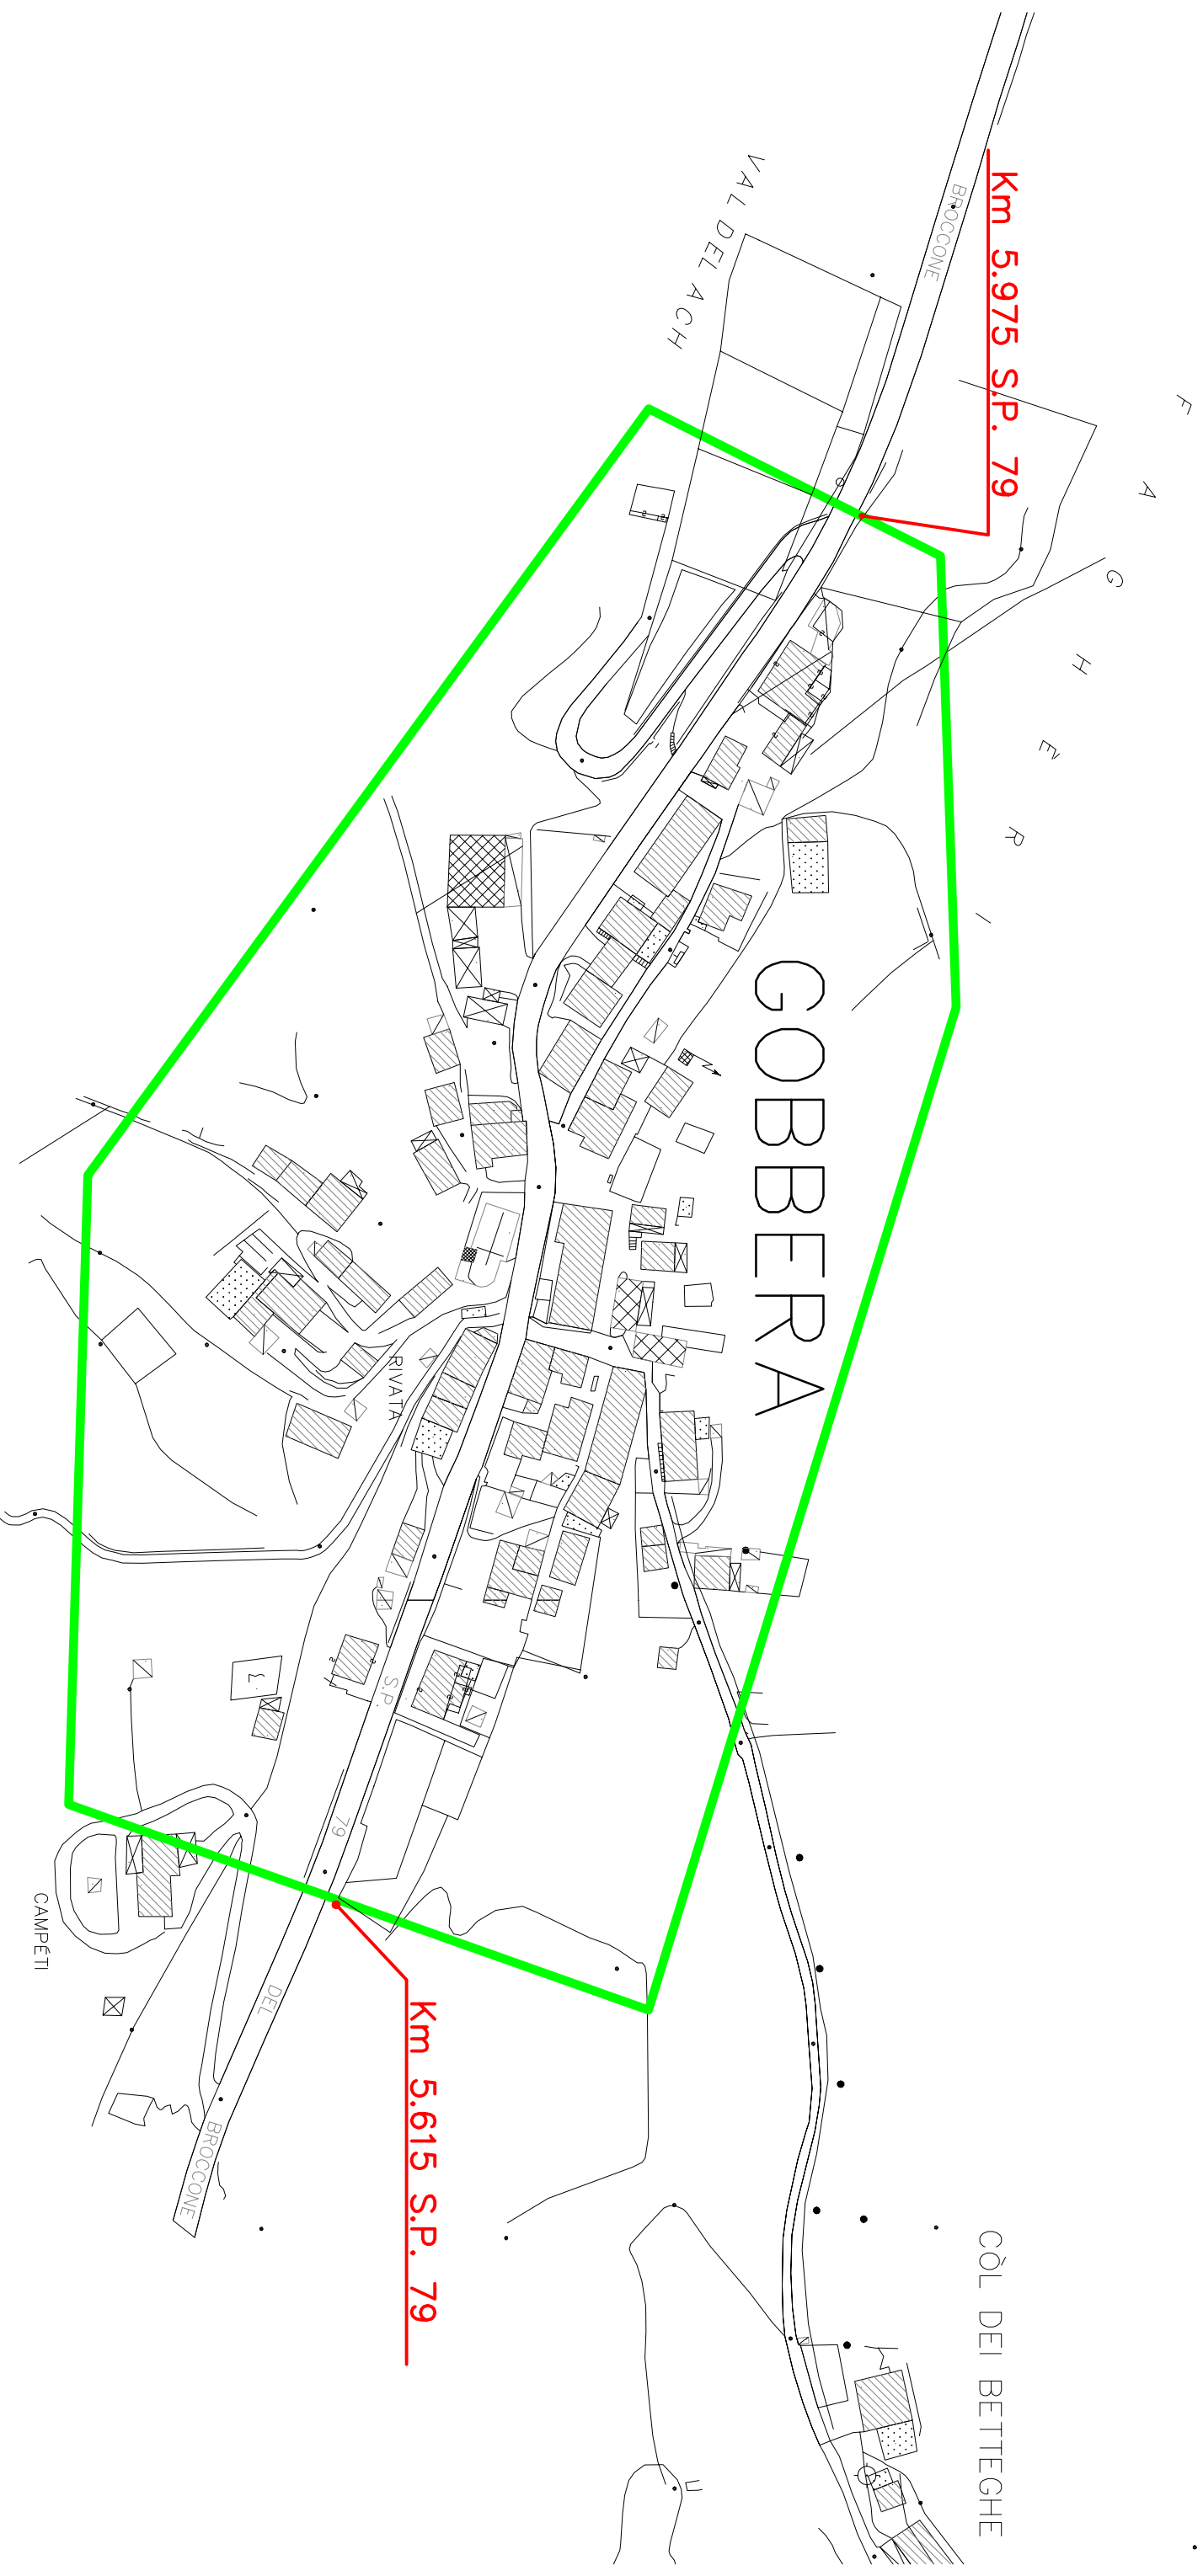 FAGHÈRI
BROCCONE
Km 5.975 S.P. 79
VAL DEL ACH
GOBBERA
RIVATA
S.P.
79
DEL
BROCCONE
CAMPÉTI
Km 5.615 S.P. 79
CÒL DEI BETTEGHE